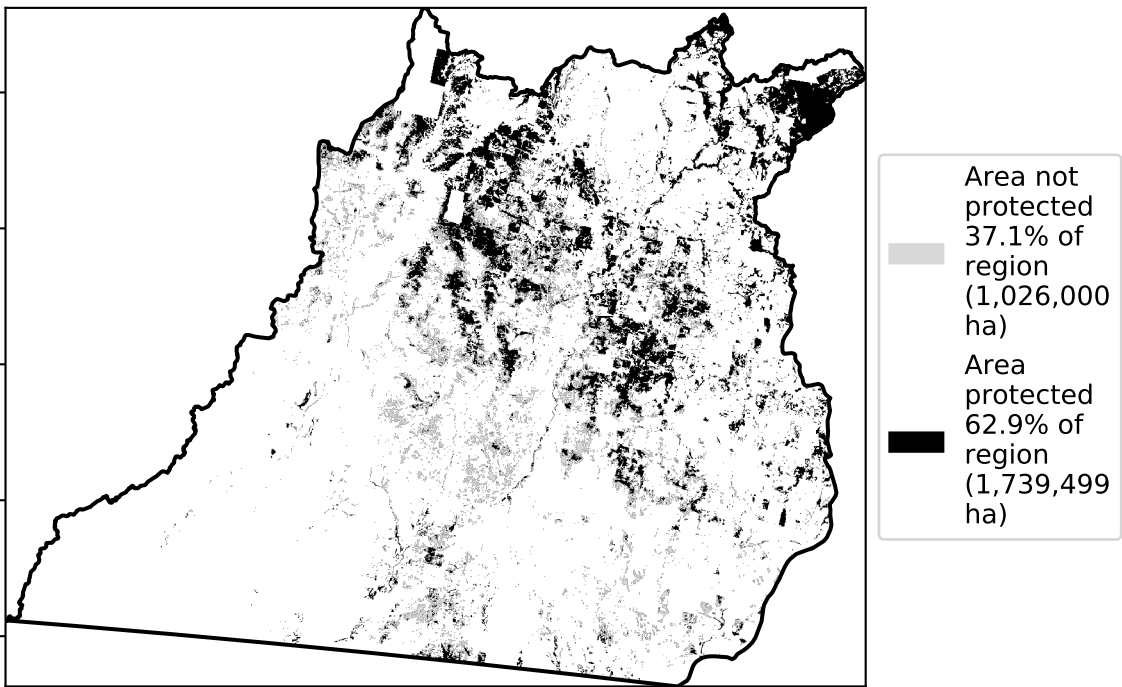 Area not
protected
37.1% of
region
(1,026,000
ha)
Area
protected
62.9% of
region
(1,739,499
ha)